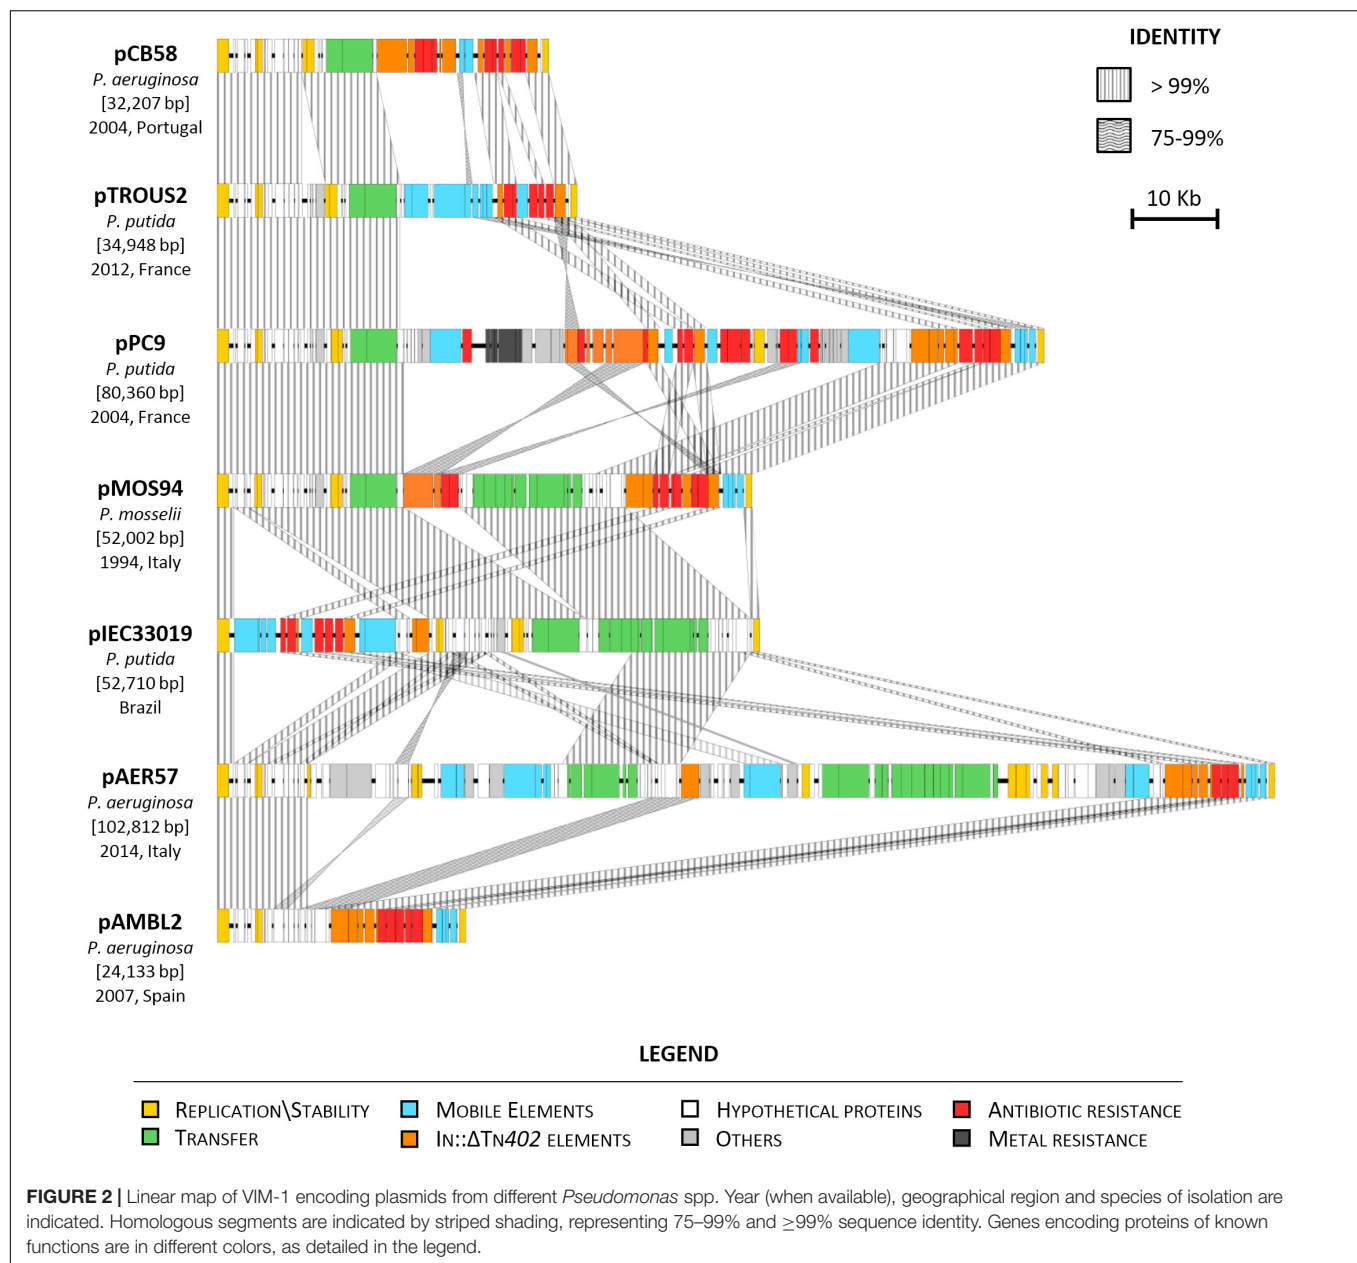 IDENTITY
> 99%
75-99%
10 Kb
pCB58
P. aeruginosa
[32,207 bp]
2004, Portugal
pTROUS2
P. putida
[34,948 bp]
2012, France
pPC9
P. putida
[80,360 bp]
2004, France
pMOS94
P. mosselii
[52,002 bp]
1994, Italy
pIEC33019
P. putida
[52,710 bp]
Brazil
pAER57
P. aeruginosa
[102,812 bp]
2014, Italy
pAMBL2
P. aeruginosa
[24,133 bp]
2007, Spain
LEGEND
REPLICATION\STABILITY
MOBILE ELEMENTS
HYPOTHETICAL PROTEINS
ANTIBIOTIC RESISTANCE
TRANSFER
IN::ΔTN402 ELEMENTS
OTHERS
METAL RESISTANCE
FIGURE 2 | Linear map of VIM-1 encoding plasmids from different Pseudomonas spp. Year (when available), geographical region and species of isolation are
indicated. Homologous segments are indicated by striped shading, representing 75–99% and ≥99% sequence identity. Genes encoding proteins of known
functions are in different colors, as detailed in the legend.